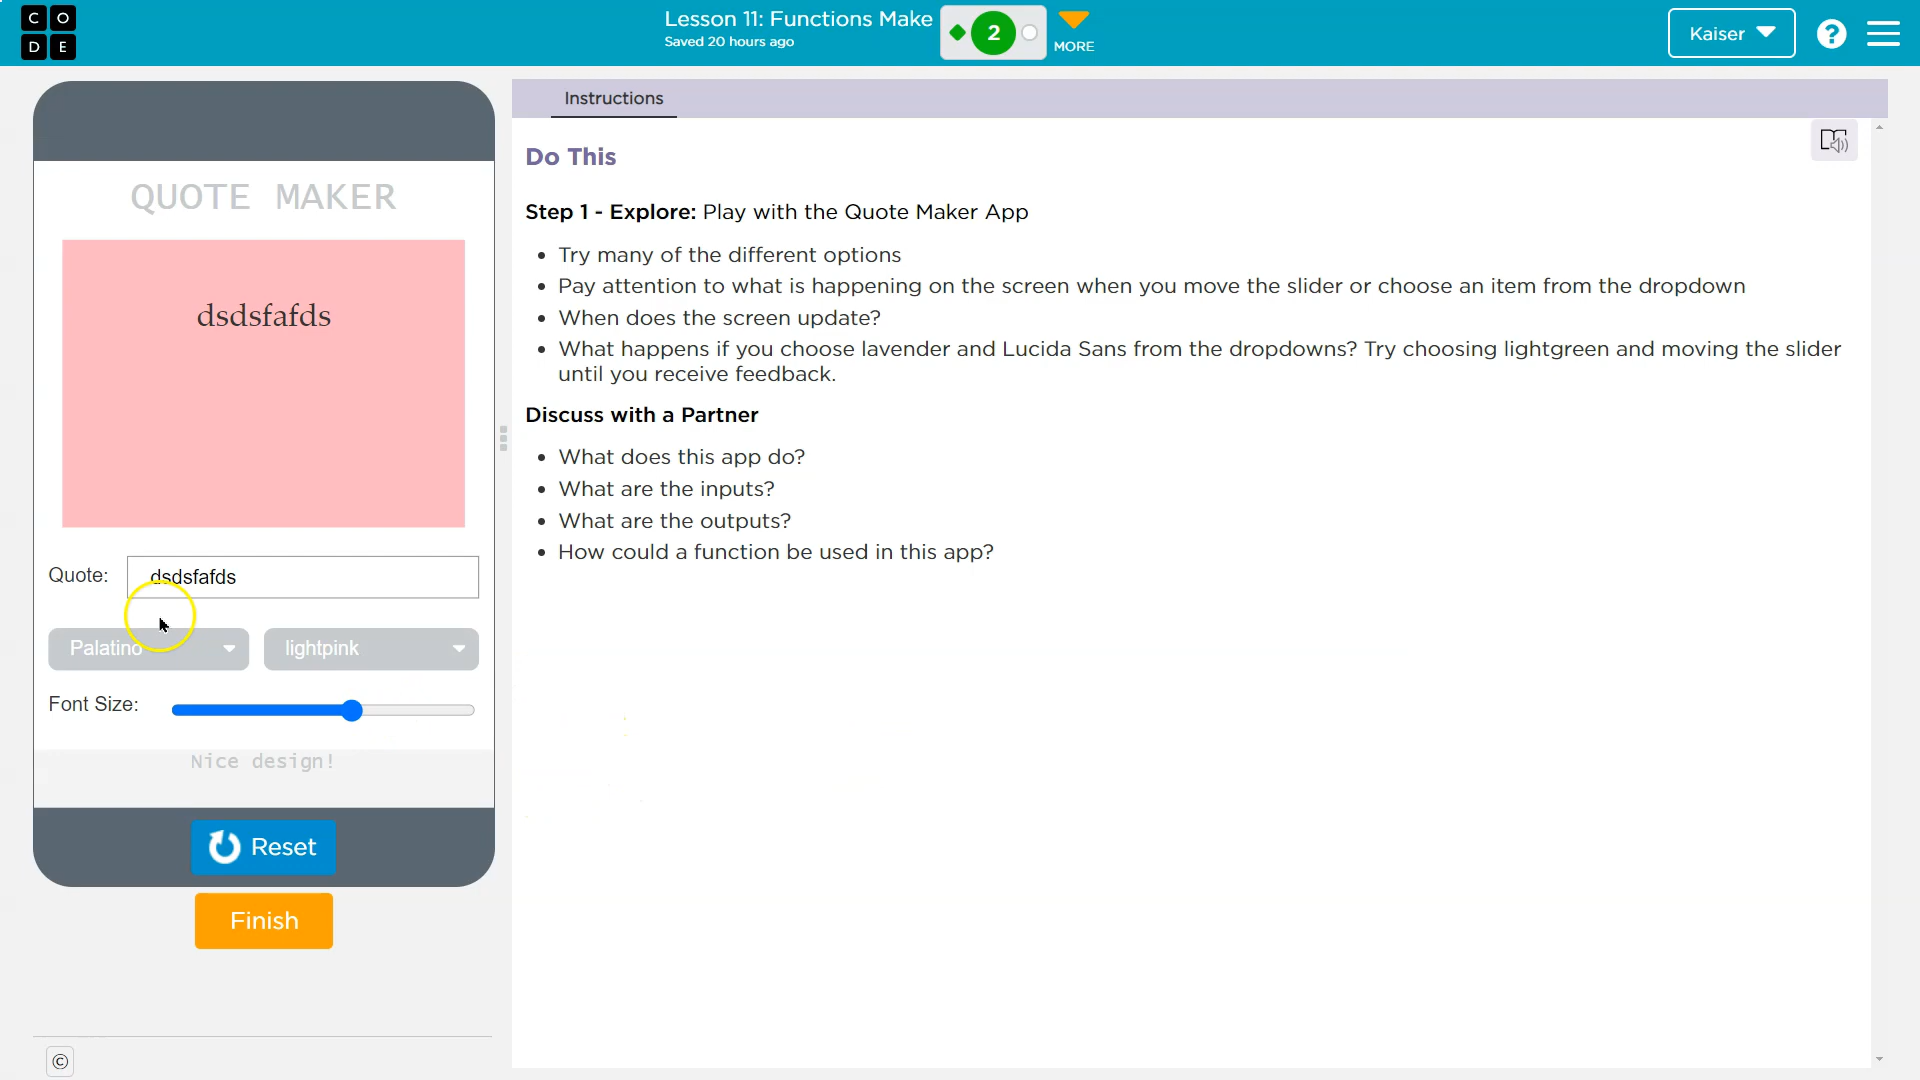 C O
D E
Lesson 11: Functions Make
Saved 20 hours ago
2
MORE
Kaiser
?
QUOTE MAKER
dsdsfafds
Quote: dsdsfafds
Palatino lightpink
Font Size:
Nice design!
Reset
Finish
©
Instructions
Do This
Step 1 - Explore: Play with the Quote Maker App
• Try many of the different options
• Pay attention to what is happening on the screen when you move the slider or choose an item from the dropdown
• When does the screen update?
• What happens if you choose lavender and Lucida Sans from the dropdowns? Try choosing lightgreen and moving the slider
until you receive feedback.
Discuss with a Partner
• What does this app do?
• What are the inputs?
• What are the outputs?
• How could a function be used in this app?